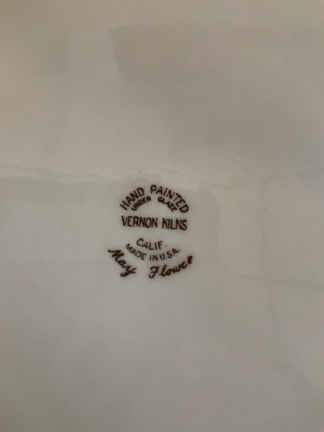 HAND PAINTED
UNDER GLAZE
VERNON KILNS
CALIF.
MADE IN U.S.A.
May Flower